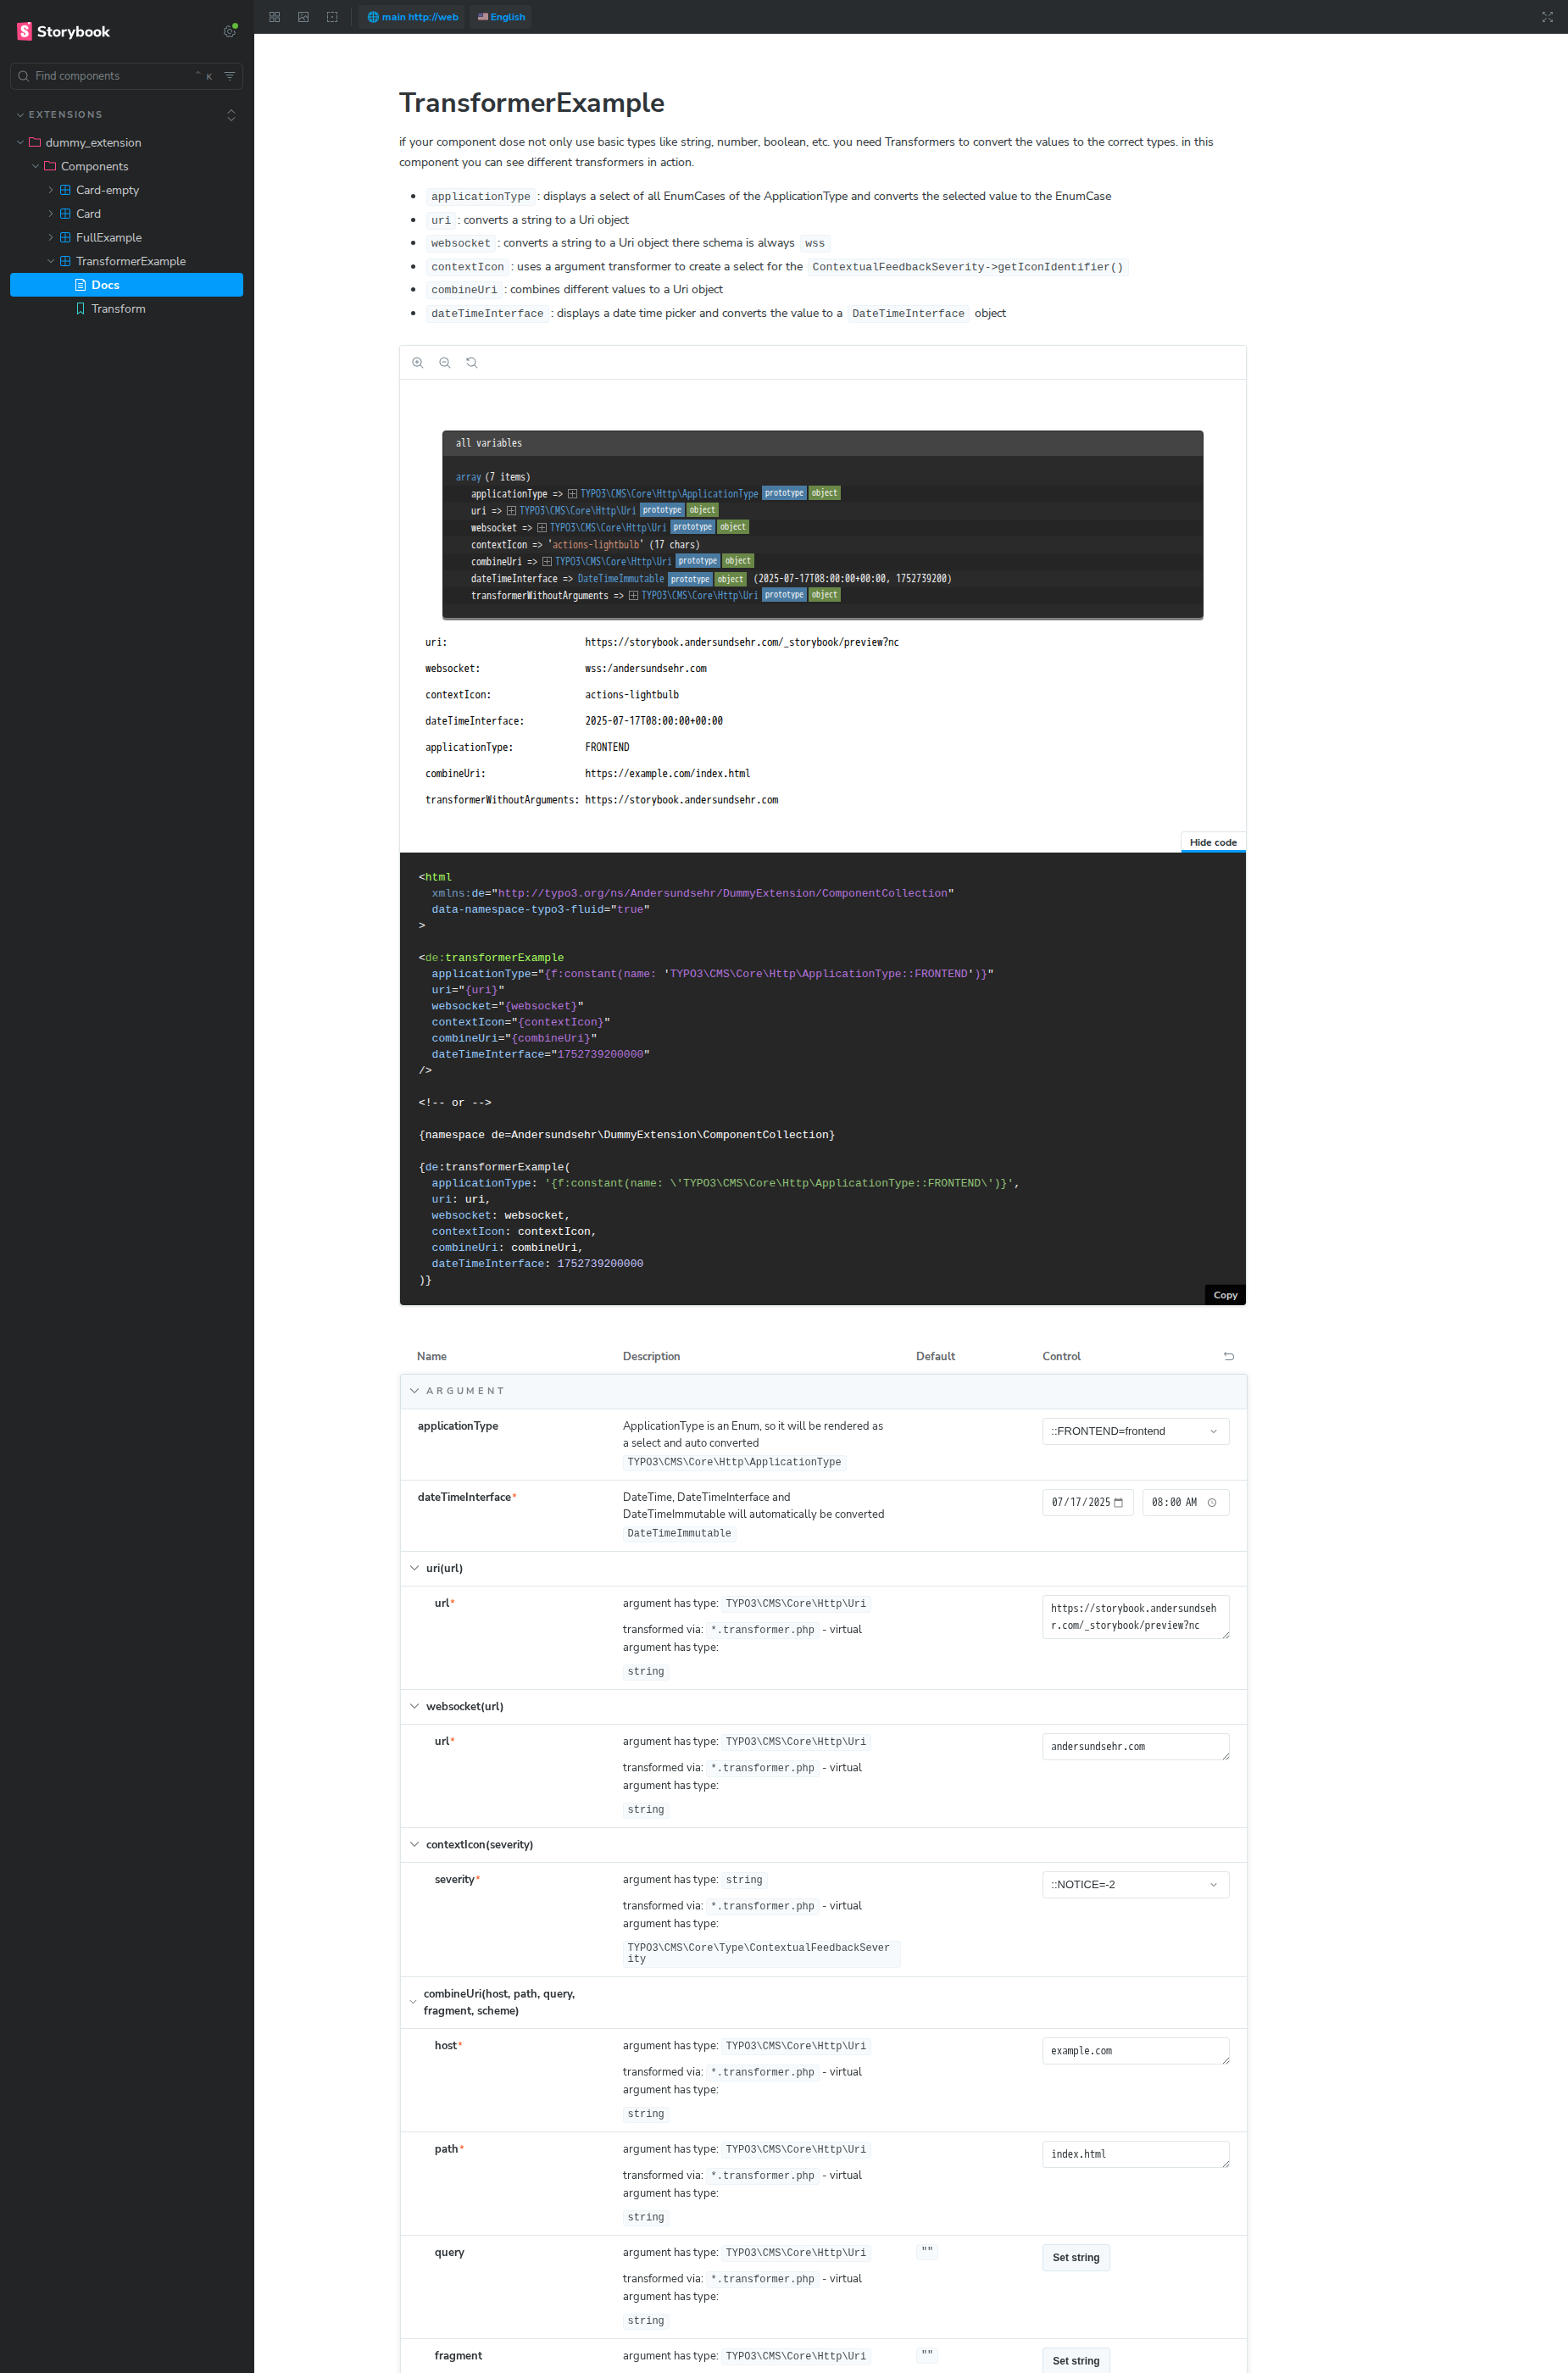 Storybook
Find components
⌃ K
EXTENSIONS
dummy_extension
Components
Card-empty
Card
FullExample
TransformerExample
Docs
Transform
main http://web
English
TransformerExample
if your component dose not only use basic types like string, number, boolean, etc. you need Transformers to convert the values to the correct types. in this
component you can see different transformers in action.
applicationType : displays a select of all EnumCases of the ApplicationType and converts the selected value to the EnumCase
uri : converts a string to a Uri object
websocket : converts a string to a Uri object there schema is always wss
contextIcon : uses a argument transformer to create a select for the ContextualFeedbackSeverity->getIconIdentifier()
combineUri : combines different values to a Uri object
dateTimeInterface : displays a date time picker and converts the value to a DateTimeInterface object
all variables
array (7 items)
applicationType => TYPO3\CMS\Core\Http\ApplicationType prototype object
uri => TYPO3\CMS\Core\Http\Uri prototype object
websocket => TYPO3\CMS\Core\Http\Uri prototype object
contextIcon => 'actions-lightbulb' (17 chars)
combineUri => TYPO3\CMS\Core\Http\Uri prototype object
dateTimeInterface => DateTimeImmutable prototype object (2025-07-17T08:00:00+00:00, 1752739200)
transformerWithoutArguments => TYPO3\CMS\Core\Http\Uri prototype object
uri: https://storybook.andersundsehr.com/_storybook/preview?nc
websocket: wss:/andersundsehr.com
contextIcon: actions-lightbulb
dateTimeInterface: 2025-07-17T08:00:00+00:00
applicationType: FRONTEND
combineUri: https://example.com/index.html
transformerWithoutArguments: https://storybook.andersundsehr.com
Hide code
<html
xmlns:de="http://typo3.org/ns/Andersundsehr/DummyExtension/ComponentCollection"
data-namespace-typo3-fluid="true"
>
<de:transformerExample
applicationType="{f:constant(name: 'TYPO3\CMS\Core\Http\ApplicationType::FRONTEND')}"
uri="{uri}"
websocket="{websocket}"
contextIcon="{contextIcon}"
combineUri="{combineUri}"
dateTimeInterface="1752739200000"
/>
<!-- or -->
{namespace de=Andersundsehr\DummyExtension\ComponentCollection}
{de:transformerExample(
applicationType: '{f:constant(name: \'TYPO3\CMS\Core\Http\ApplicationType::FRONTEND\')}',
uri: uri,
websocket: websocket,
contextIcon: contextIcon,
combineUri: combineUri,
dateTimeInterface: 1752739200000
)}
Copy
Name Description Default Control
ARGUMENT
applicationType ApplicationType is an Enum, so it will be rendered as ::FRONTEND=frontend
a select and auto converted
TYPO3\CMS\Core\Http\ApplicationType
dateTimeInterface* DateTime, DateTimeInterface and 07/17/2025 08:00 AM
DateTimeImmutable will automatically be converted
DateTimeImmutable
uri(url)
url* argument has type: TYPO3\CMS\Core\Http\Uri https://storybook.andersundseh
transformed via: *.transformer.php - virtual r.com/_storybook/preview?nc
argument has type:
string
websocket(url)
url* argument has type: TYPO3\CMS\Core\Http\Uri andersundsehr.com
transformed via: *.transformer.php - virtual
argument has type:
string
contextIcon(severity)
severity* argument has type: string ::NOTICE=-2
transformed via: *.transformer.php - virtual
argument has type:
TYPO3\CMS\Core\Type\ContextualFeedbackSever
ity
combineUri(host, path, query,
fragment, scheme)
host* argument has type: TYPO3\CMS\Core\Http\Uri example.com
transformed via: *.transformer.php - virtual
argument has type:
string
path* argument has type: TYPO3\CMS\Core\Http\Uri index.html
transformed via: *.transformer.php - virtual
argument has type:
string
query argument has type: TYPO3\CMS\Core\Http\Uri "" Set string
transformed via: *.transformer.php - virtual
argument has type:
string
fragment argument has type: TYPO3\CMS\Core\Http\Uri "" Set string